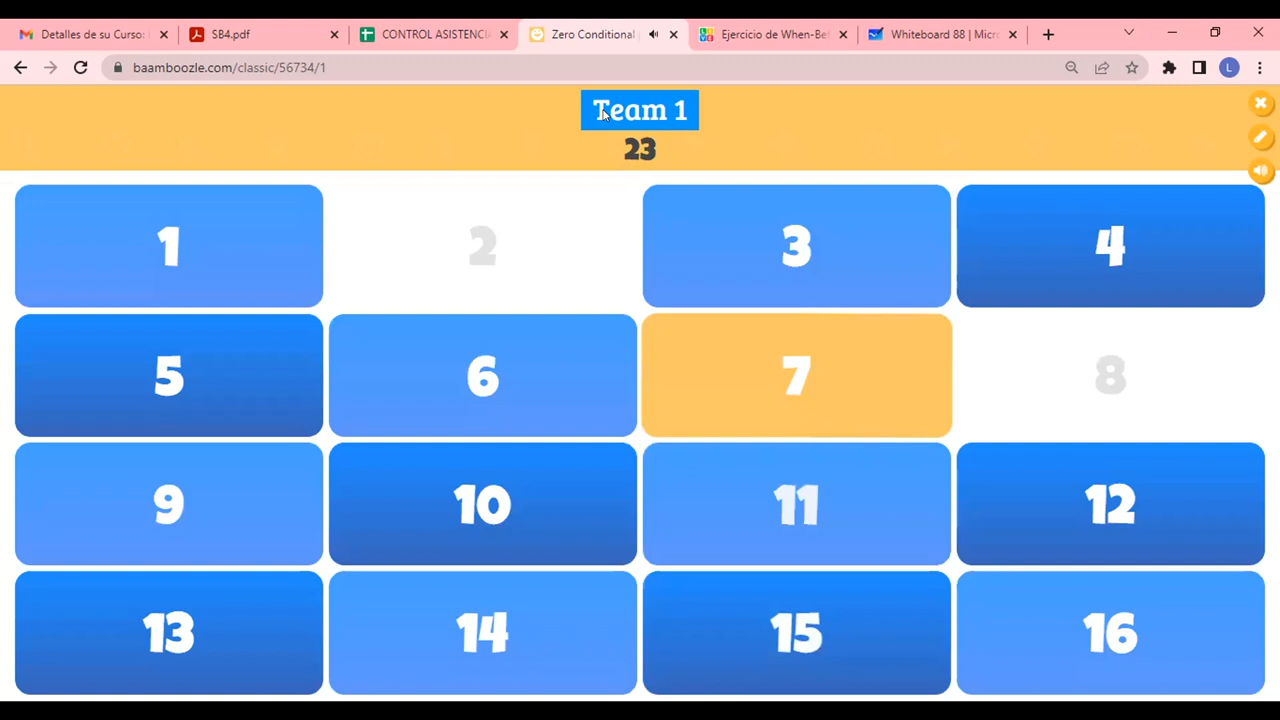 Detalles de su Curso:
SB4.pdf
CONTROL ASISTENCI
Zero Conditional
Ejercicio de When-Be
Whiteboard 88 | Micr
baamboozle.com/classic/56734/1
L
Team 1
23
1 2 3 4
5 6 7 8
9 10 11 12
13 14 15 16